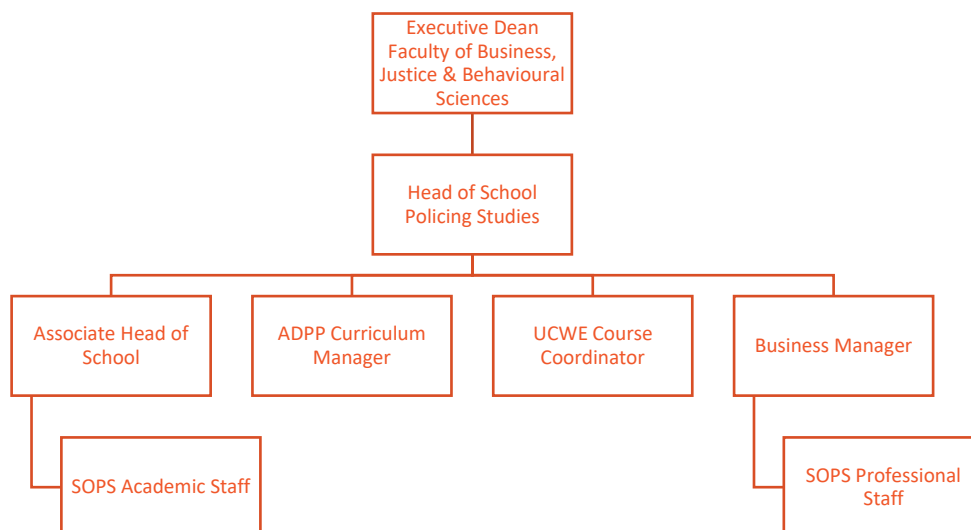 Executive Dean
Faculty of Business,
Justice & Behavioural
Sciences
Head of School
Policing Studies
Associate Head of
School
ADPP Curriculum
Manager
UCWE Course
Coordinator
Business Manager
SOPS Academic Staff
SOPS Professional
Staff